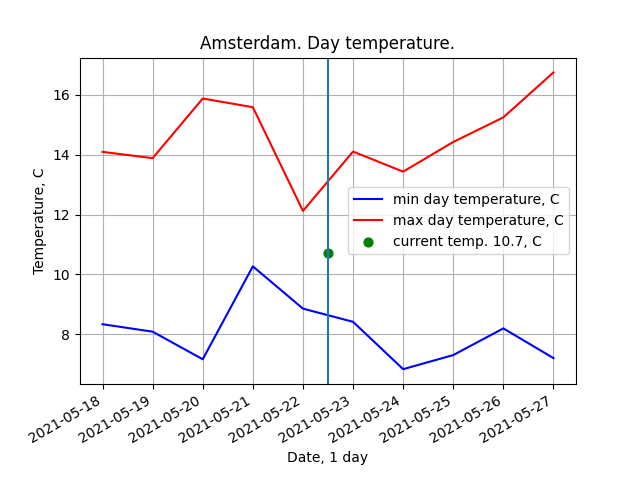 Amsterdam. Day temperature.
16
14
12
10
8
Temperature, C
min day temperature, C
max day temperature, C
current temp. 10.7, C
2021-05-18
2021-05-19
2021-05-20
2021-05-21
2021-05-22
2021-05-23
2021-05-24
2021-05-25
2021-05-26
2021-05-27
Date, 1 day